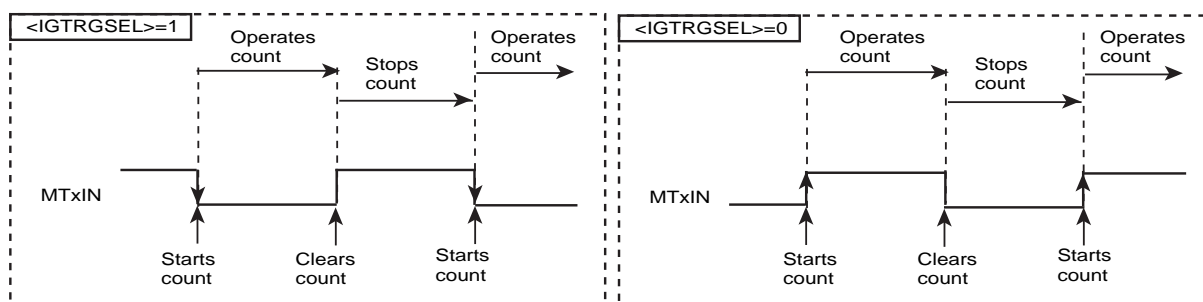 <IGTRGSEL>=1
Operates
count
Stops
count
Operates
count
MTxIN
Starts
count
Clears
count
Starts
count
<IGTRGSEL>=0
Operates
count
Stops
count
Operates
count
MTxIN
Starts
count
Clears
count
Starts
count